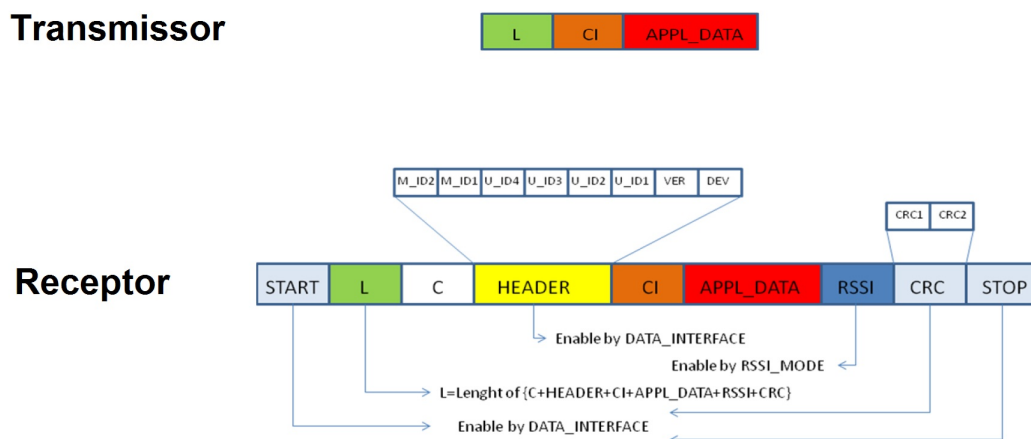 Transmissor
L CI APPL_DATA
M_ID2 M_ID1 U_ID4 U_ID3 U_ID2 U_ID1 VER DEV
CRC1 CRC2
Receptor
START L C HEADER CI APPL_DATA RSSI CRC STOP
Enable by DATA_INTERFACE
Enable by RSSI_MODE
L=Lenght of {C+HEADER+CI+APPL_DATA+RSSI+CRC}
Enable by DATA_INTERFACE